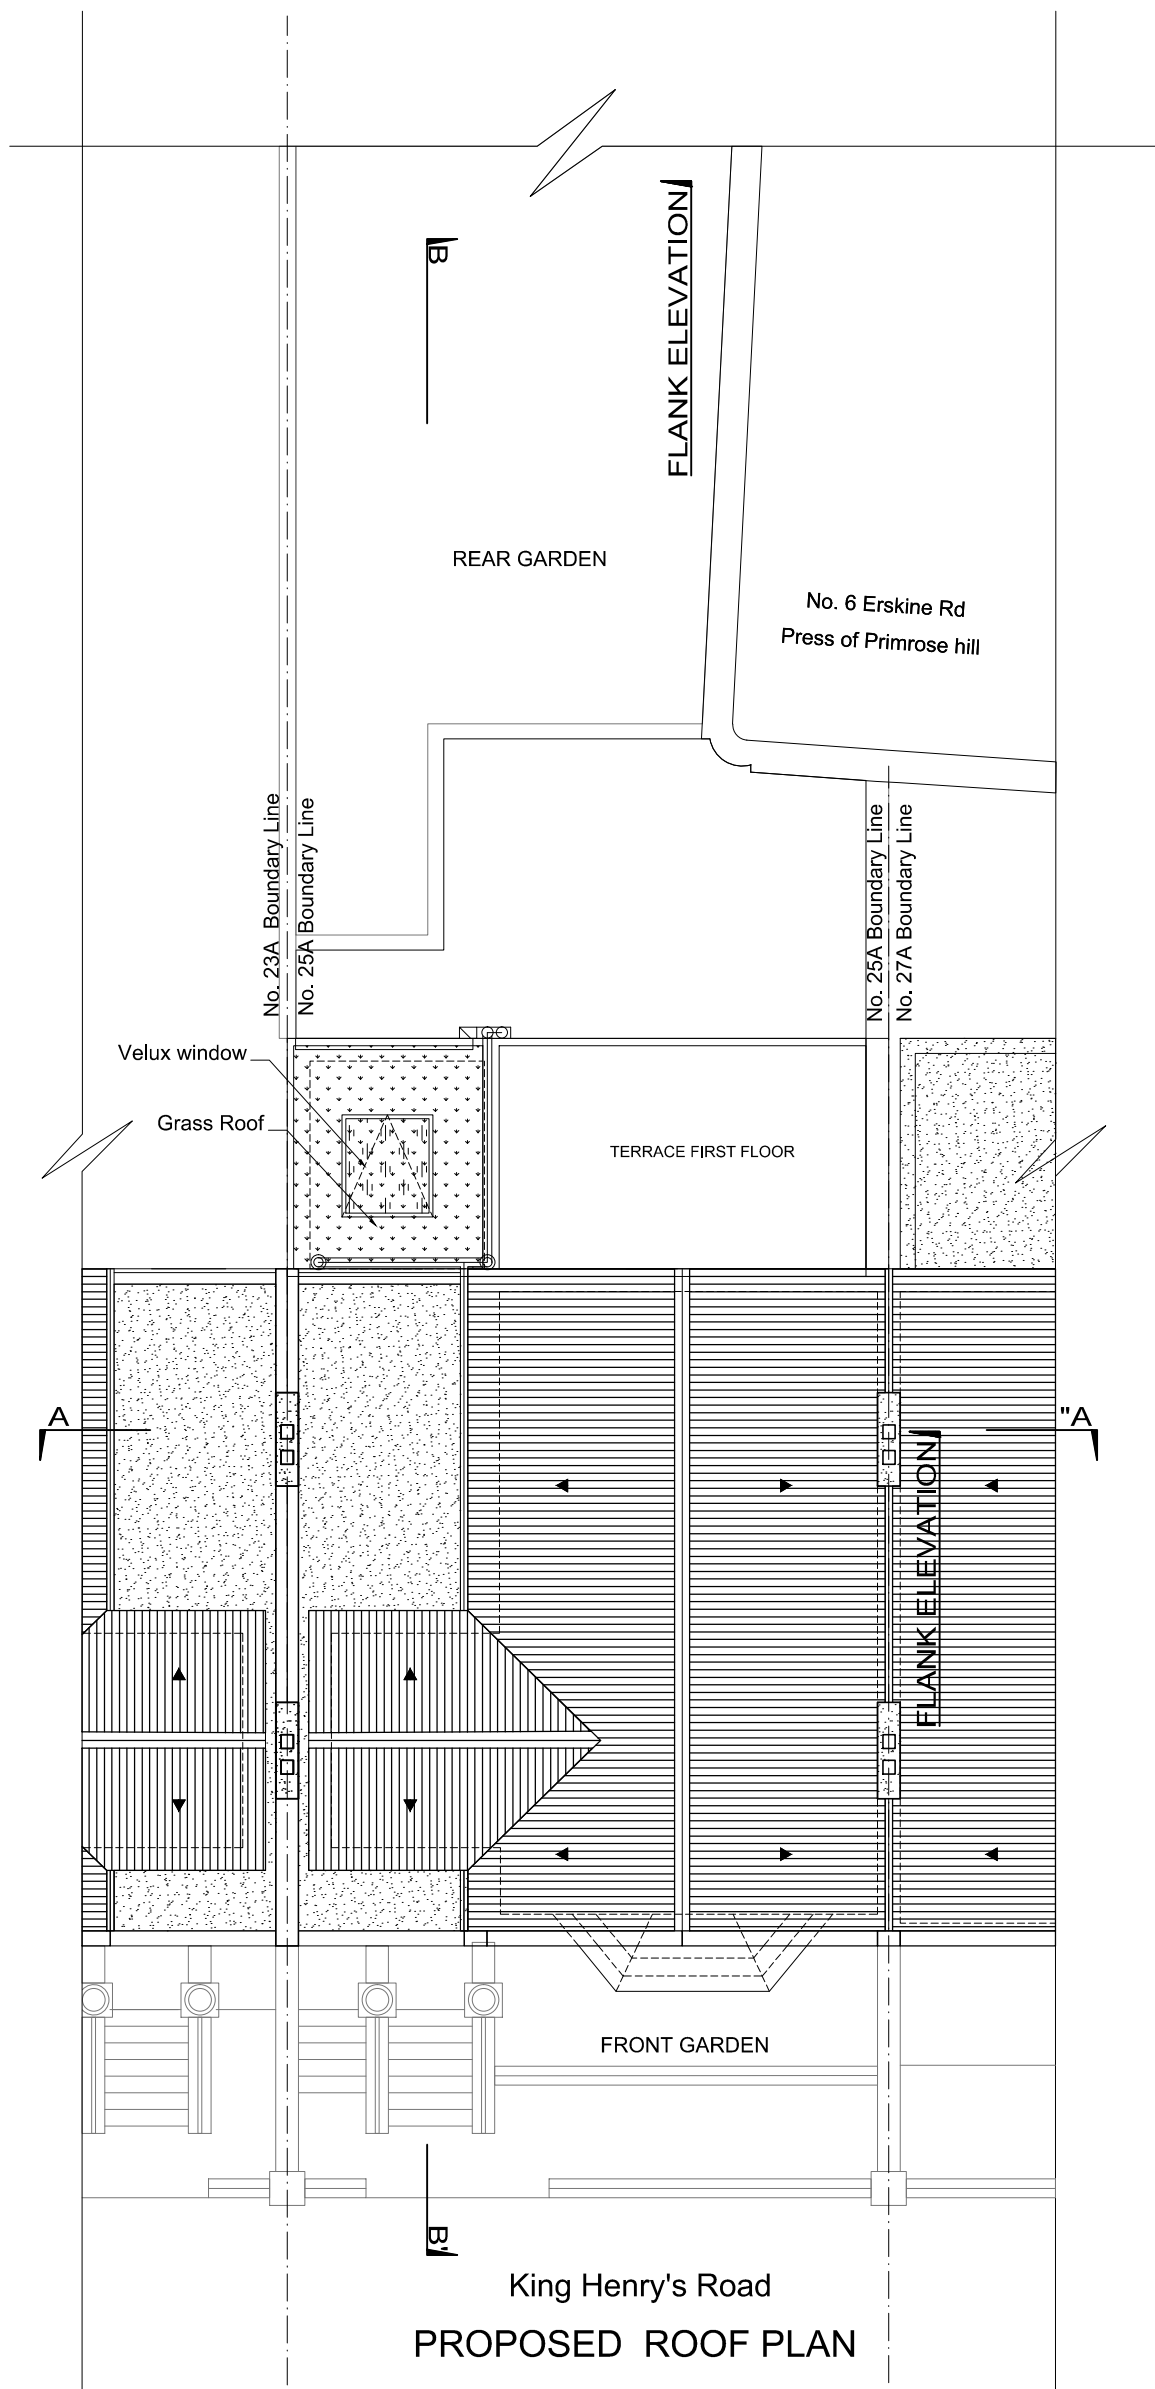 FLANK ELEVATION
B
REAR GARDEN
No. 6 Erskine Rd
Press of Primrose hill
No. 23A Boundary Line
No. 25A Boundary Line
No. 25A Boundary Line
No. 27A Boundary Line
Velux window
Grass Roof
TERRACE FIRST FLOOR
A
"A
FLANK ELEVATION
FRONT GARDEN
B'
King Henry's Road
PROPOSED ROOF PLAN